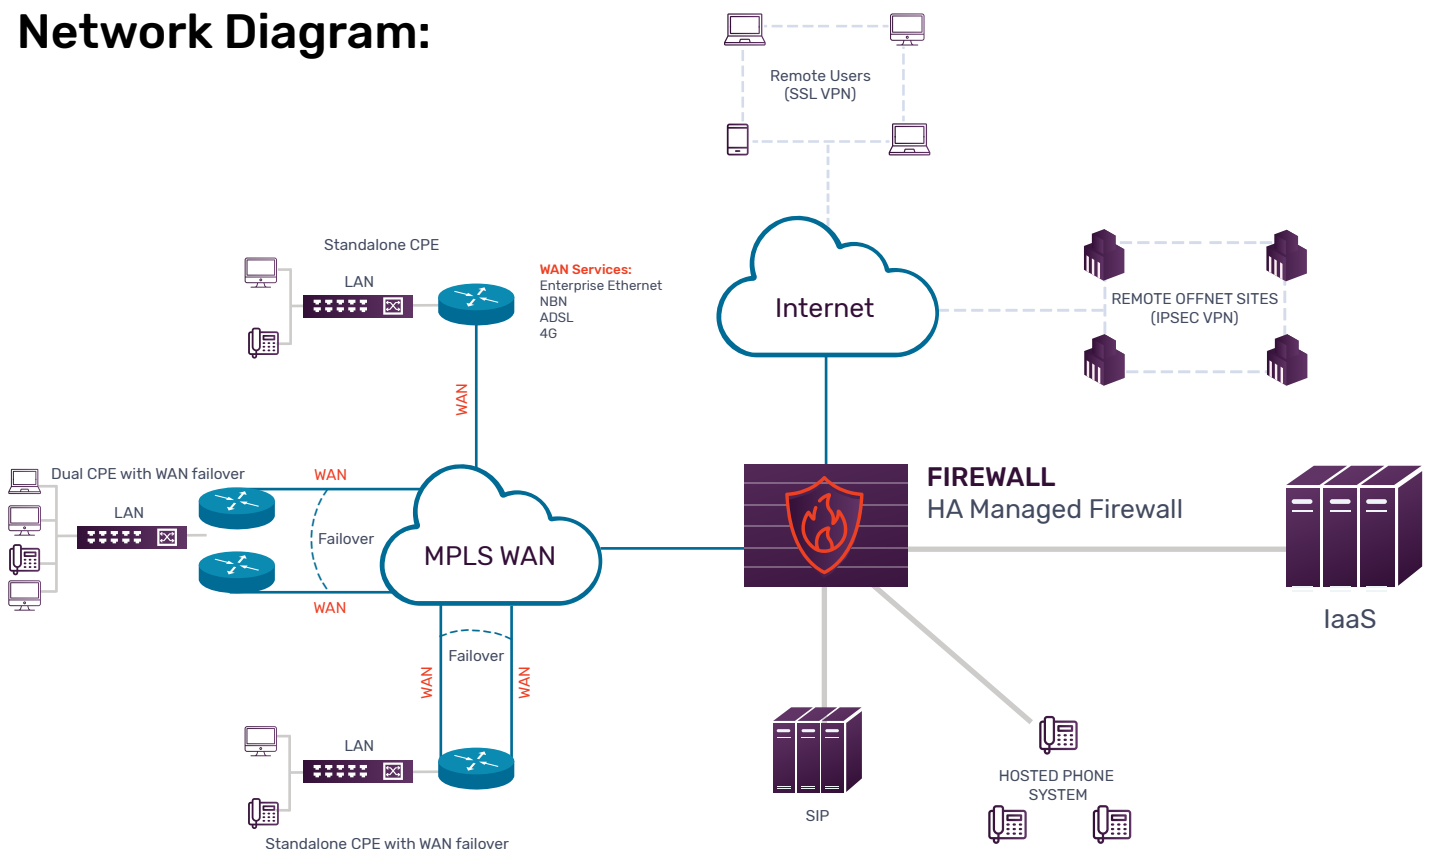 Network Diagram:
Remote Users
(SSL VPN)
Standalone CPE
LAN
WAN Services:
Enterprise Ethernet
NBN
ADSL
4G
Internet
REMOTE OFFNET SITES
(IPSEC VPN)
WAN
Dual CPE with WAN failover
LAN
WAN
Failover
WAN
MPLS WAN
FIREWALL
HA Managed Firewall
IaaS
Failover
WAN
WAN
LAN
Standalone CPE with WAN failover
SIP
HOSTED PHONE
SYSTEM